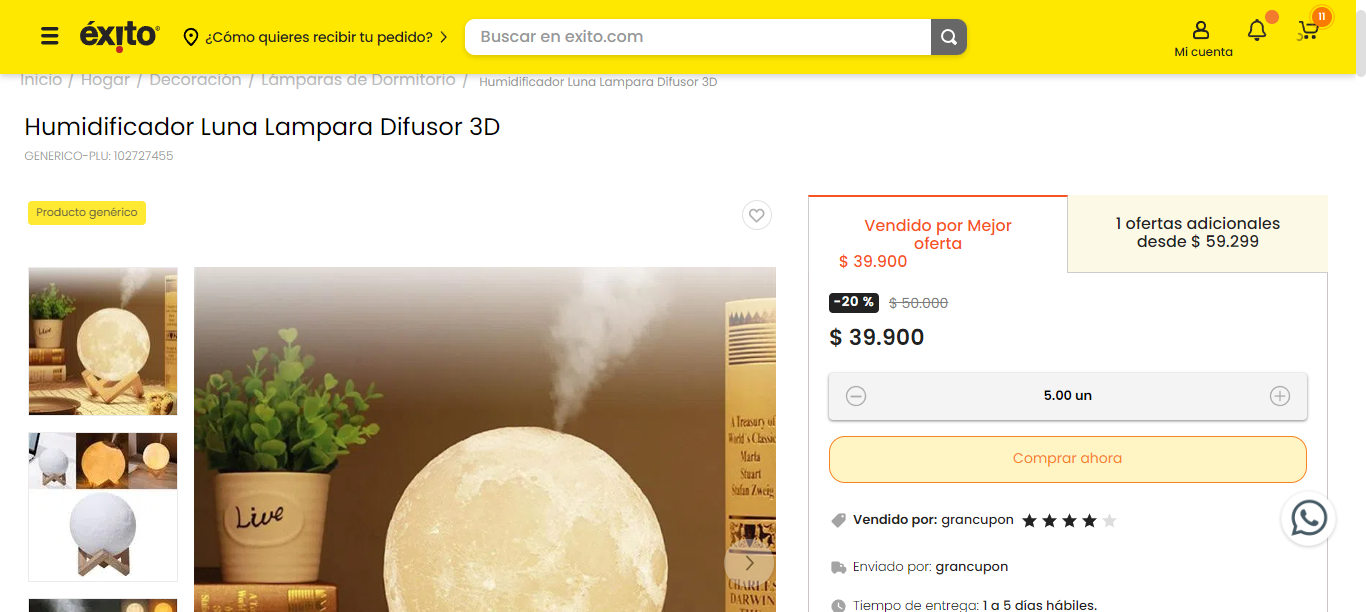 éxito
¿Cómo quieres recibir tu pedido?
Buscar en exito.com
Mi cuenta
11
Inicio / Hogar / Decoración / Lámparas de Dormitorio / Humidificador Luna Lampara Difusor 3D
Humidificador Luna Lampara Difusor 3D
GENERICO-PLU: 102727455
Producto genérico
Live
Live
A Treasury of
World's Classic
Marta
Stuart
Stefan Zweig
CHARLES
DARWIN
Vendido por Mejor
oferta
$ 39.900
1 ofertas adicionales
desde $ 59.299
-20 % $ 50.000
$ 39.900
5.00 un
Comprar ahora
Vendido por: grancupon
Enviado por: grancupon
Tiempo de entrega: 1 a 5 días hábiles.